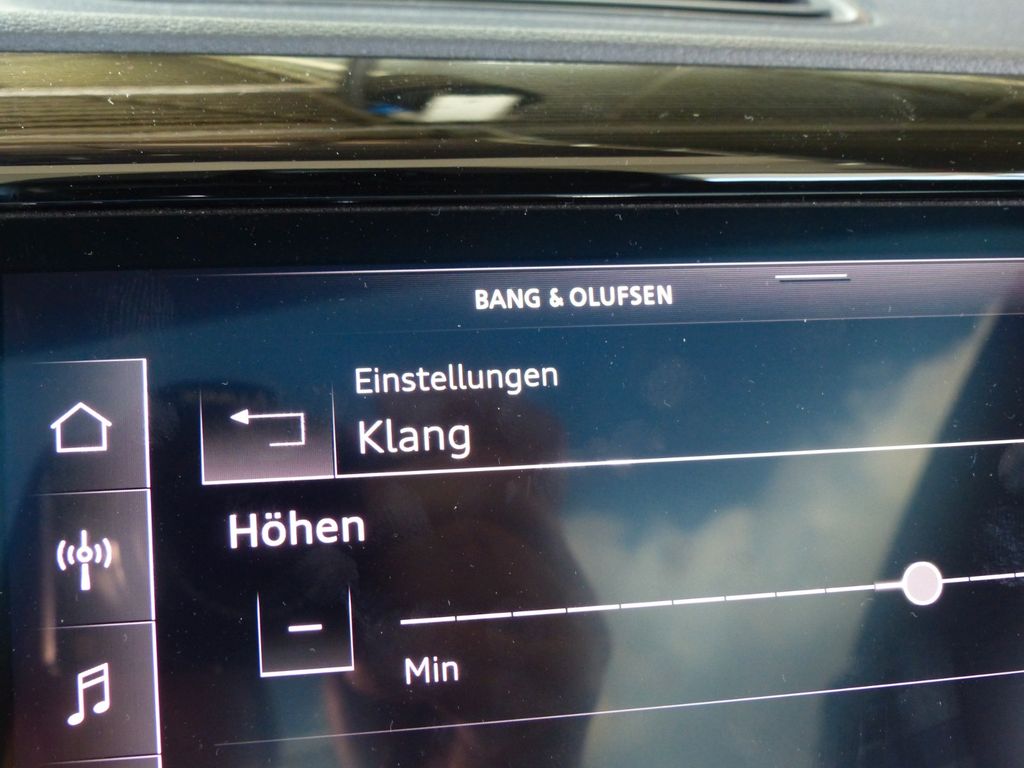 BANG & OLUFSEN
Einstellungen
Klang
Höhen
Min